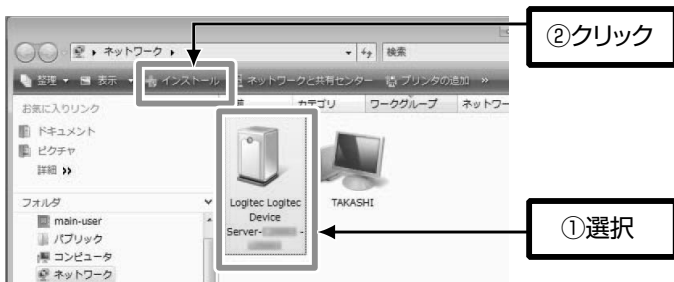 ②クリック
ネットワーク
検索
整理 表示 インストール ネットワークと共有センター プリンタの追加 »
お気に入りリンク
カテゴリ ワークグループ ネットワー
ドキュメント
ピクチャ
詳細 »
フォルダ
main-user
パブリック
コンピュータ
ネットワーク
Logitec Logitec
Device
Server-
TAKASHI
①選択